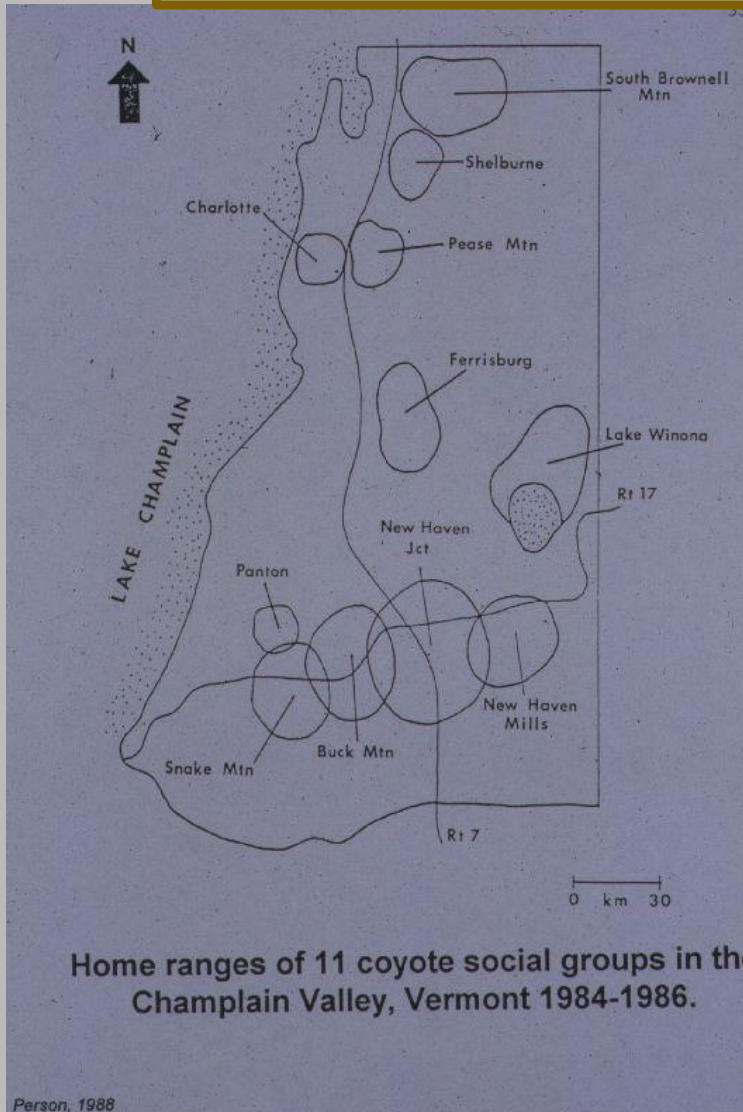 N
South Brownell
Mtn
Shelburne
Charlotte
Pease Mtn
Ferrisburg
LAKE CHAMPLAIN
Lake Winona
Rt 17
New Haven
Jct
Panton
New Haven
Mills
Buck Mtn
Snake Mtn
Rt 7
0 km 30
Home ranges of 11 coyote social groups in the
Champlain Valley, Vermont 1984-1986.
Person, 1988